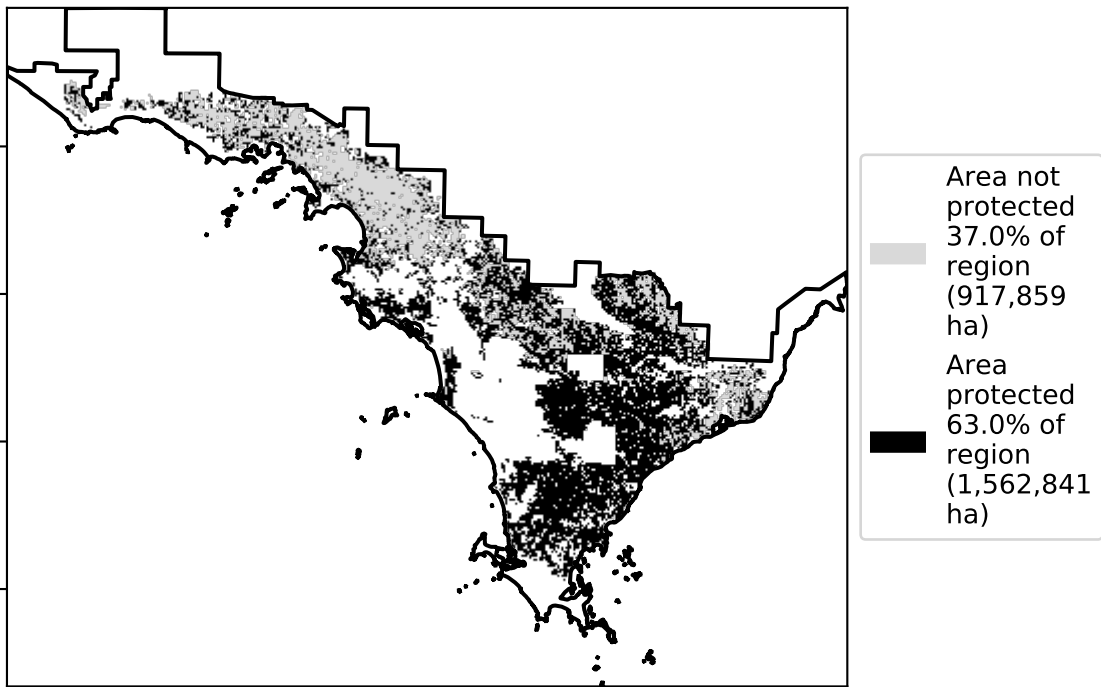 Area not
protected
37.0% of
region
(917,859
ha)
Area
protected
63.0% of
region
(1,562,841
ha)